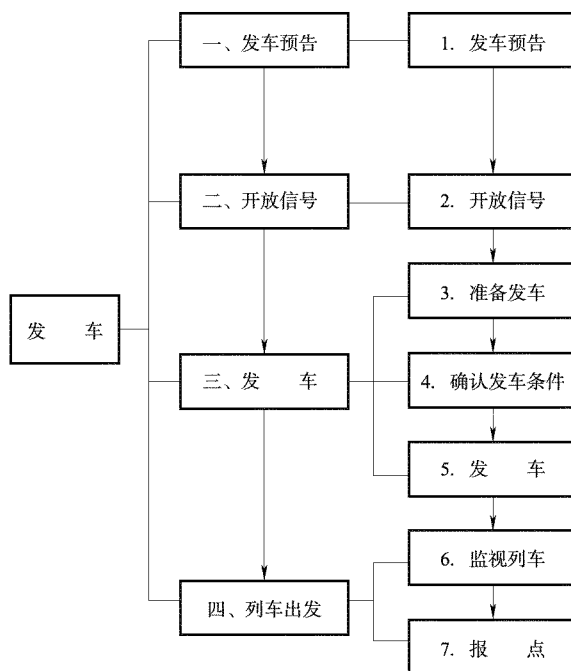 一、发车预告
1. 发车预告
二、开放信号
2. 开放信号
3. 准备发车
发 车
三、发 车
4. 确认发车条件
5. 发 车
6. 监视列车
四、列车出发
7. 报 点